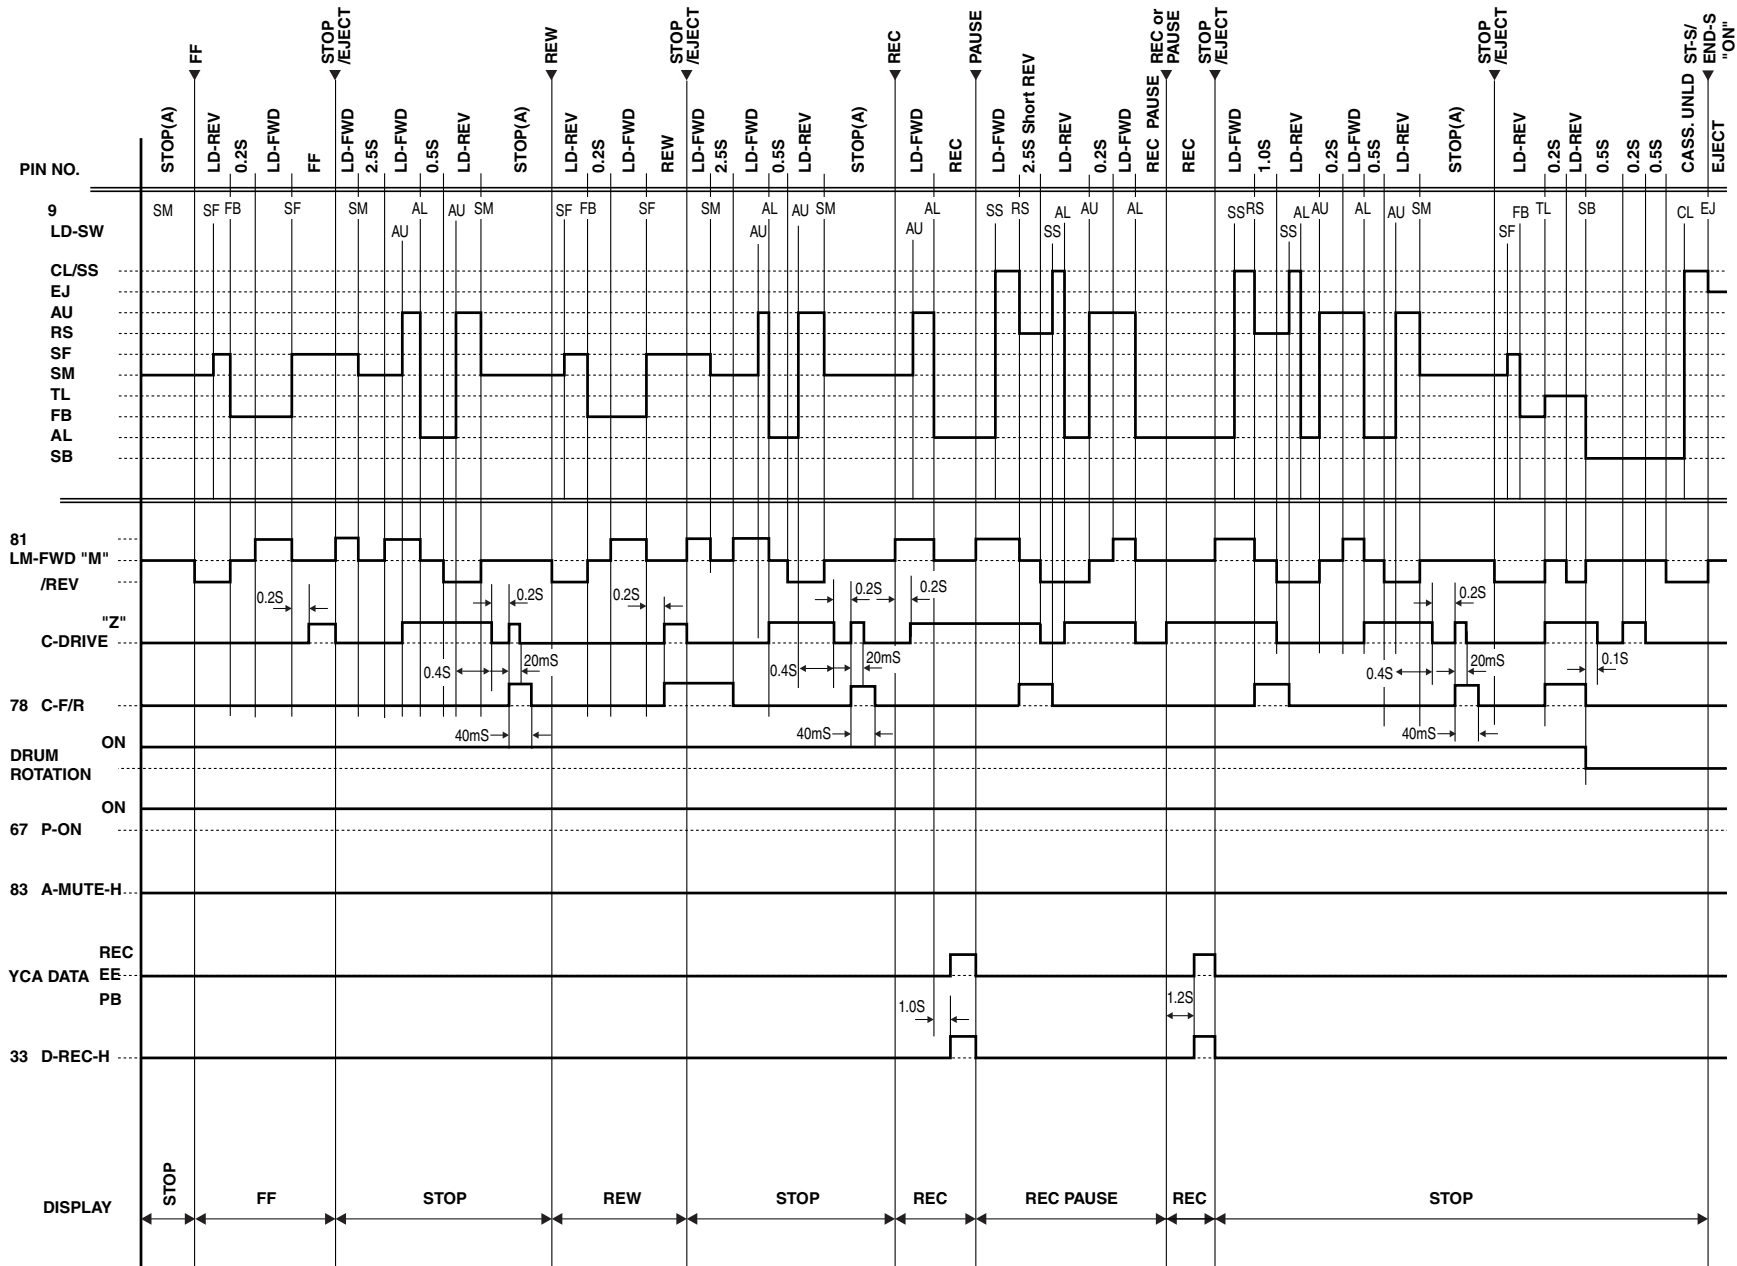 FF
STOP
/EJECT
REW
STOP
/EJECT
REC
PAUSE
REC or
PAUSE
STOP
/EJECT
STOP
/EJECT
ST-S/
END-S
"ON"
PIN NO.
STOP(A)
LD-REV
0.2S
LD-FWD
FF
LD-FWD
2.5S
LD-FWD
0.5S
LD-REV
STOP(A)
LD-REV
0.2S
LD-FWD
REW
LD-FWD
2.5S
LD-FWD
0.5S
LD-REV
STOP(A)
LD-FWD
REC
LD-FWD
2.5S Short REV
LD-REV
0.2S
LD-FWD
REC PAUSE
REC
LD-FWD
1.0S
LD-REV
0.2S
LD-FWD
0.5S
LD-REV
STOP(A)
LD-REV
0.2S
LD-REV
0.5S
0.2S
0.5S
CASS. UNLD
EJECT
9
LD-SW
SM SF FB SF SM AU AL AU SM SF FB SF SM AU AL AU SM AU AL SS RS SS AL AU AL SS RS SS AL AU AL AU SM SF FB TL SB CL EJ
CL/SS
EJ
AU
RS
SF
SM
TL
FB
AL
SB
81
LM-FWD "M"
/REV
0.2S 0.2S 0.2S 0.2S 0.2S 0.2S
"Z"
C-DRIVE
0.4S 20mS 0.4S 20mS 0.4S 20mS 0.1S
78 C-F/R
40mS 40mS 40mS
ON
DRUM
ROTATION
ON
67 P-ON
83 A-MUTE-H
REC
YCA DATA EE
PB
1.0S 1.2S
33 D-REC-H
DISPLAY
STOP FF STOP REW STOP REC REC PAUSE REC STOP